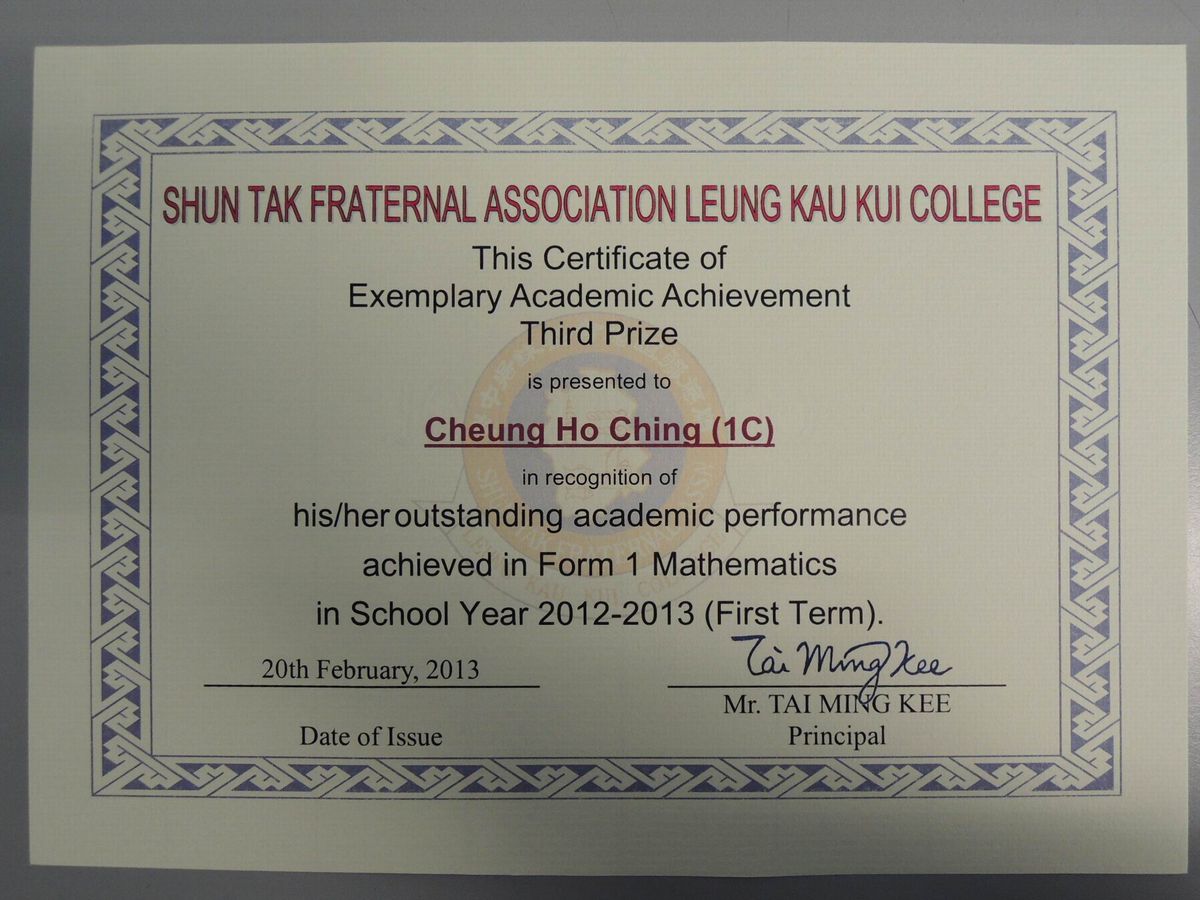 SHUN TAK FRATERNAL ASSOCIATION LEUNG KAU KUI COLLEGE
This Certificate of
Exemplary Academic Achievement
Third Prize
is presented to
Cheung Ho Ching (1C)
in recognition of
his/her outstanding academic performance
achieved in Form 1 Mathematics
in School Year 2012-2013 (First Term).
20th February, 2013
Tai Ming Kee
Mr. TAI MING KEE
Date of Issue
Principal